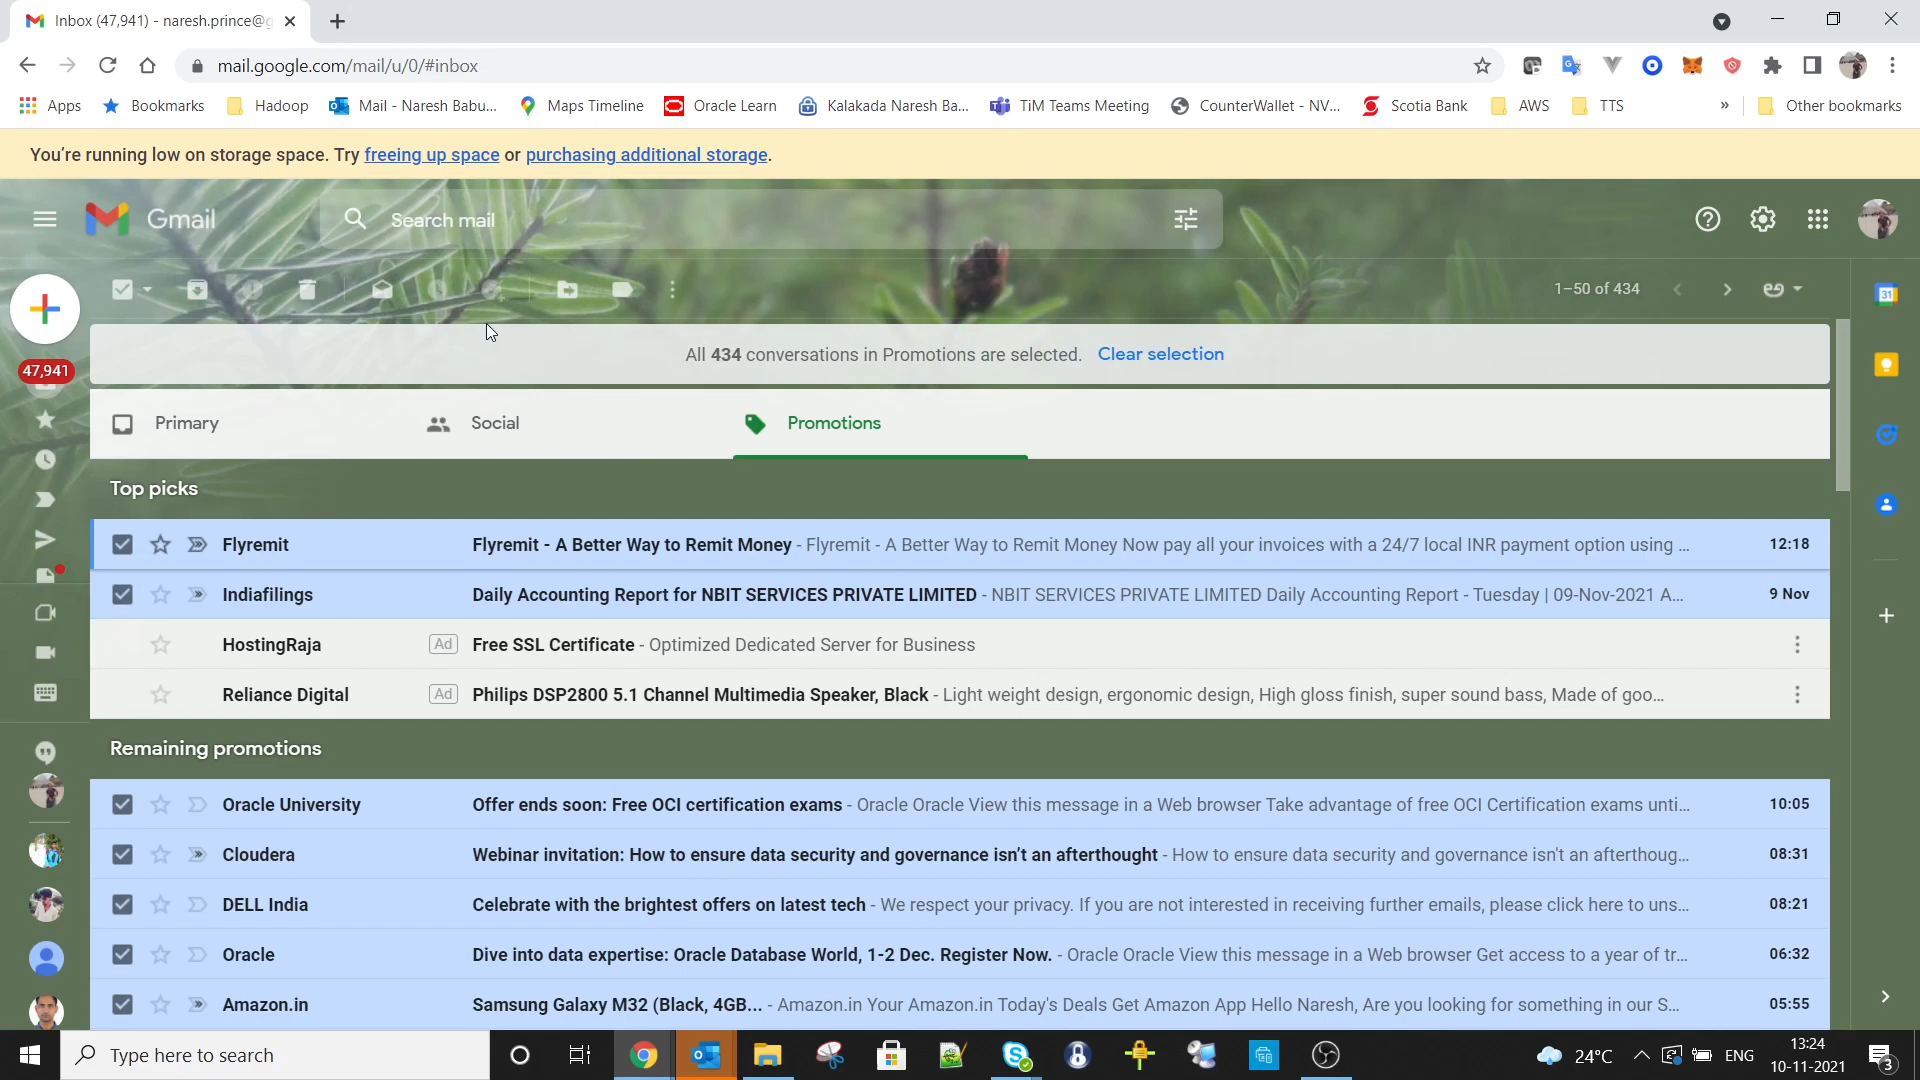 Inbox (47,941) - naresh.prince@g
mail.google.com/mail/u/0/#inbox
Apps Bookmarks Hadoop Mail - Naresh Babu... Maps Timeline Oracle Learn Kalakada Naresh Ba... TiM Teams Meeting CounterWallet - NV... Scotia Bank AWS TTS » Other bookmarks
You're running low on storage space. Try freeing up space or purchasing additional storage.
Gmail Search mail
1–50 of 434
31
All 434 conversations in Promotions are selected. Clear selection
47,941
Primary Social Promotions
Top picks
Flyremit Flyremit - A Better Way to Remit Money - Flyremit - A Better Way to Remit Money Now pay all your invoices with a 24/7 local INR payment option using ... 12:18
Indiafilings Daily Accounting Report for NBIT SERVICES PRIVATE LIMITED - NBIT SERVICES PRIVATE LIMITED Daily Accounting Report - Tuesday | 09-Nov-2021 A... 9 Nov
HostingRaja Ad Free SSL Certificate - Optimized Dedicated Server for Business
Reliance Digital Ad Philips DSP2800 5.1 Channel Multimedia Speaker, Black - Light weight design, ergonomic design, High gloss finish, super sound bass, Made of goo...
Remaining promotions
Oracle University Offer ends soon: Free OCI certification exams - Oracle Oracle View this message in a Web browser Take advantage of free OCI Certification exams unti... 10:05
Cloudera Webinar invitation: How to ensure data security and governance isn't an afterthought - How to ensure data security and governance isn't an afterthoug... 08:31
DELL India Celebrate with the brightest offers on latest tech - We respect your privacy. If you are not interested in receiving further emails, please click here to uns... 08:21
Oracle Dive into data expertise: Oracle Database World, 1-2 Dec. Register Now. - Oracle Oracle View this message in a Web browser Get access to a year of tr... 06:32
Amazon.in Samsung Galaxy M32 (Black, 4GB... - Amazon.in Your Amazon.in Today's Deals Get Amazon App Hello Naresh, Are you looking for something in our S... 05:55
Type here to search 24°C ENG 13:24
10-11-2021 3